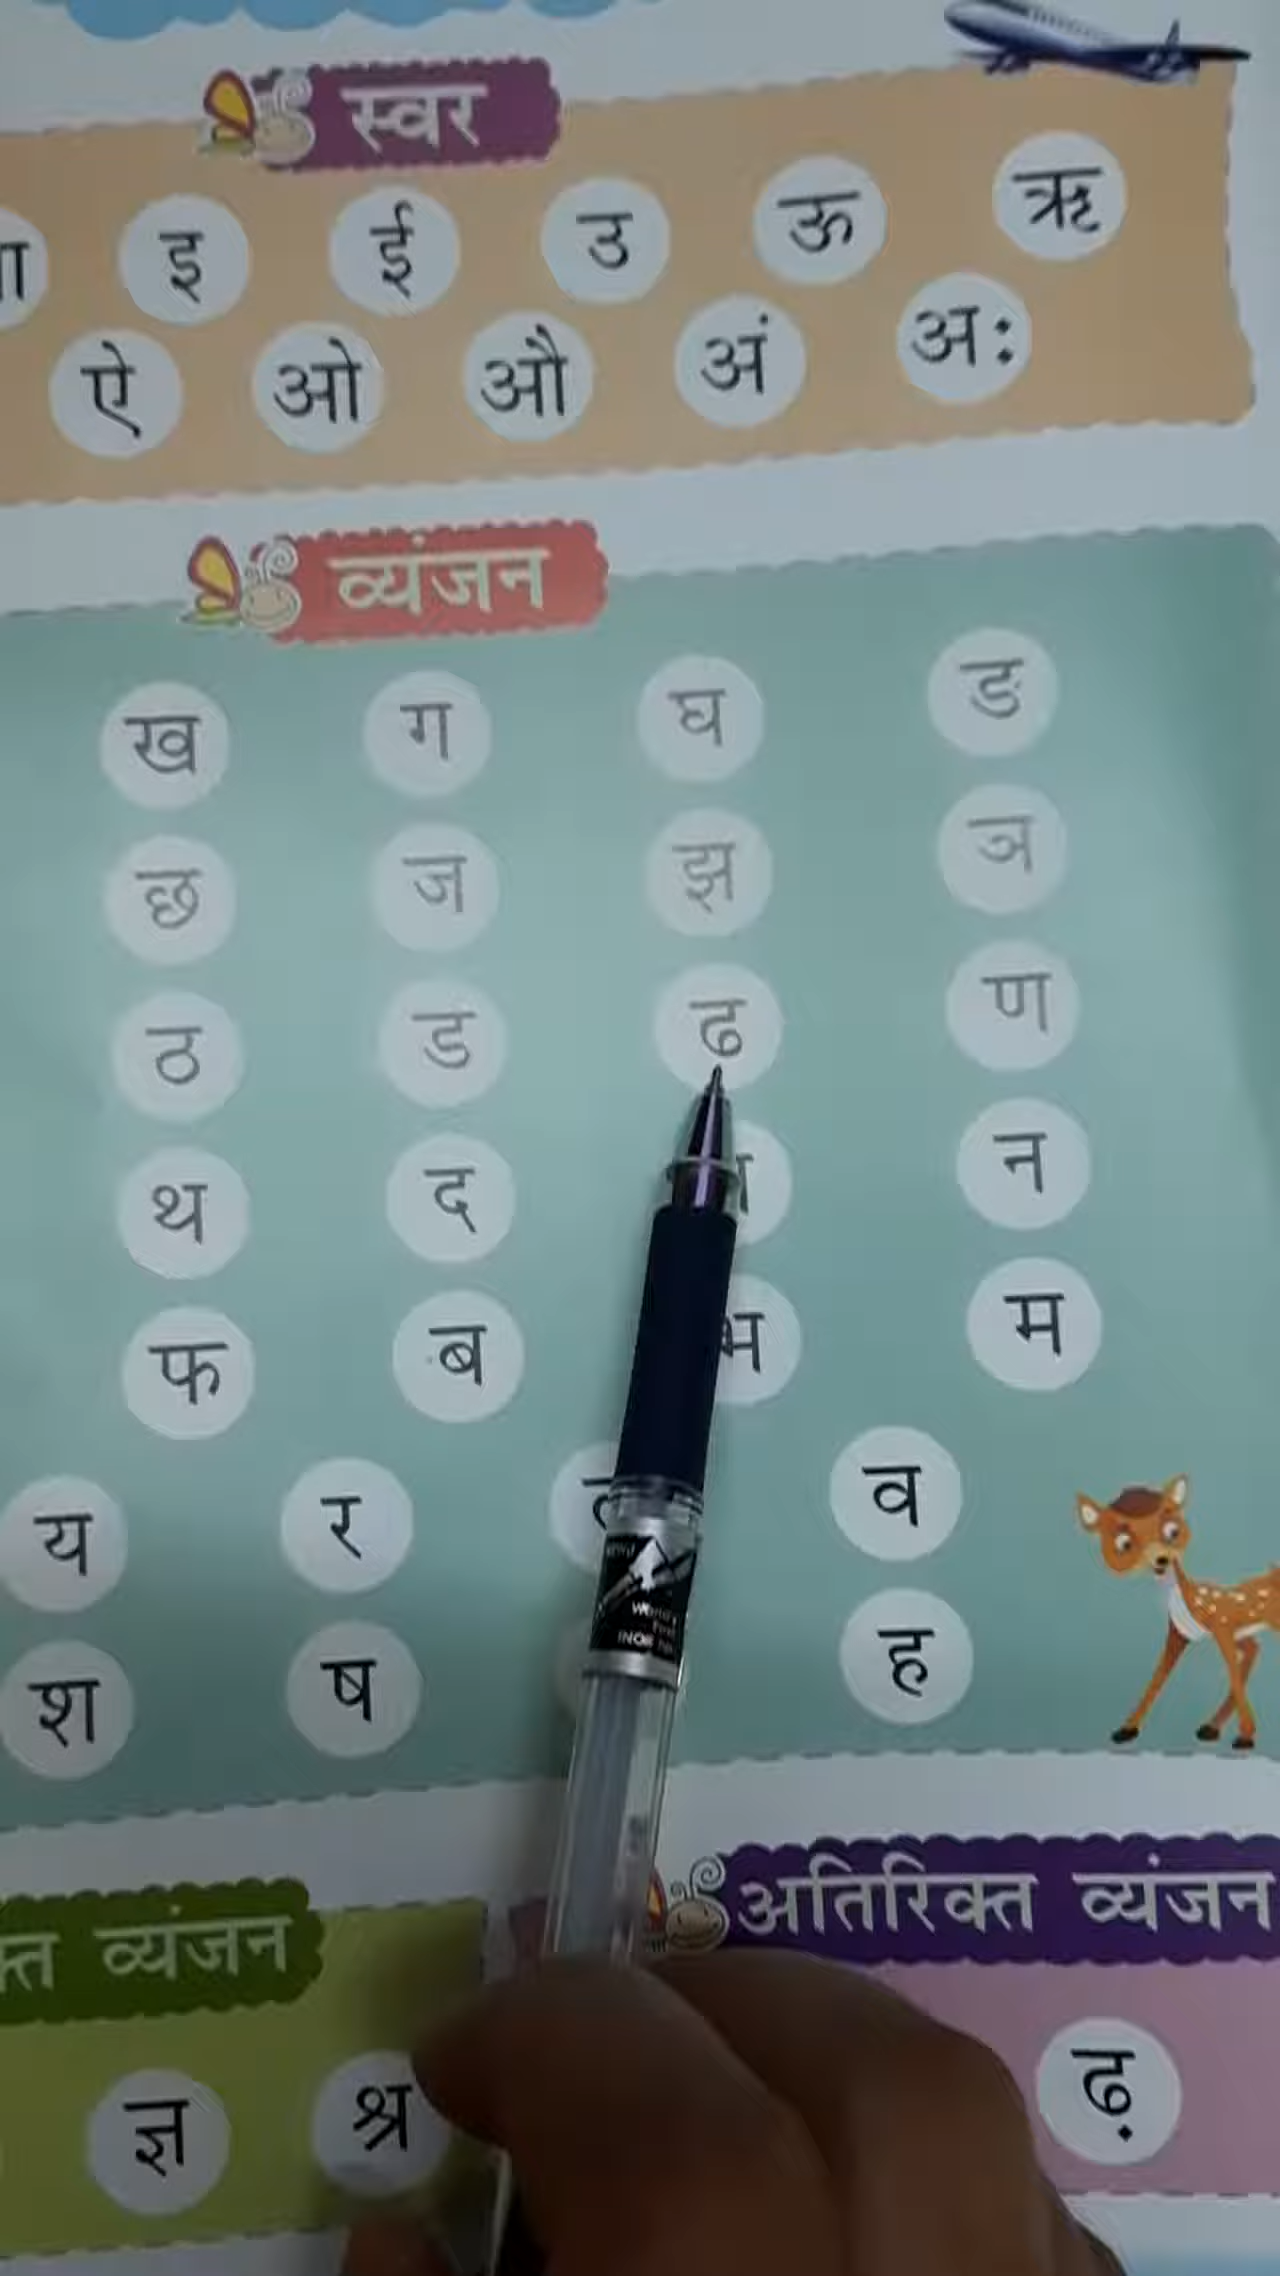 स्वर
इ ई उ ऊ ऋ
ऐ ओ औ अं अः
व्यंजन
ख ग घ ङ
छ ज झ ञ
ठ ड ढ ण
थ द न
फ ब भ म
य र व
श ष ह
अतिरिक्त व्यंजन
व्यंजन
ज्ञ श्र
ढ़